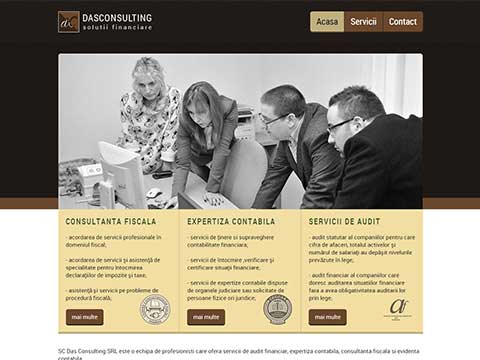 DASCONSULTING
solutii financiare
Acasa Servicii Contact
CONSULTANTA FISCALA
- acordarea de servicii profesionale în
domeniul fiscal;
- acordarea de servicii şi asistenţă de
specialitate pentru întocmirea
declaraţiilor de impozite şi taxe;
- asistenţă şi servicii pe probleme de
procedură fiscală;
mai multe
EXPERTIZA CONTABILA
- servicii de ținere si supraveghere
contabilitate financiara;
- servicii de întocmire ,verificare şi
certificare situaţii financiare;
- servicii de expertize contabile dispuse
de organele judiciare sau solicitate de
persoane fizice ori juridice;
mai multe
SERVICII DE AUDIT
- audit statutar al companiilor pentru care
cifra de afaceri, totalul activelor şi
numărul de salariaţi au depăşit nivelurile
prevăzute în lege;
- audit financiar al companiilor care
doresc auditarea situatiilor financiare
fara a avea obligativitatea auditarii lor
prin lege;
af
mai multe
SC Das Consulting SRL este o echipa de profesionisti care ofera servicii de audit financiar, expertiza contabila, consultanta fiscala si evidenta
contabila